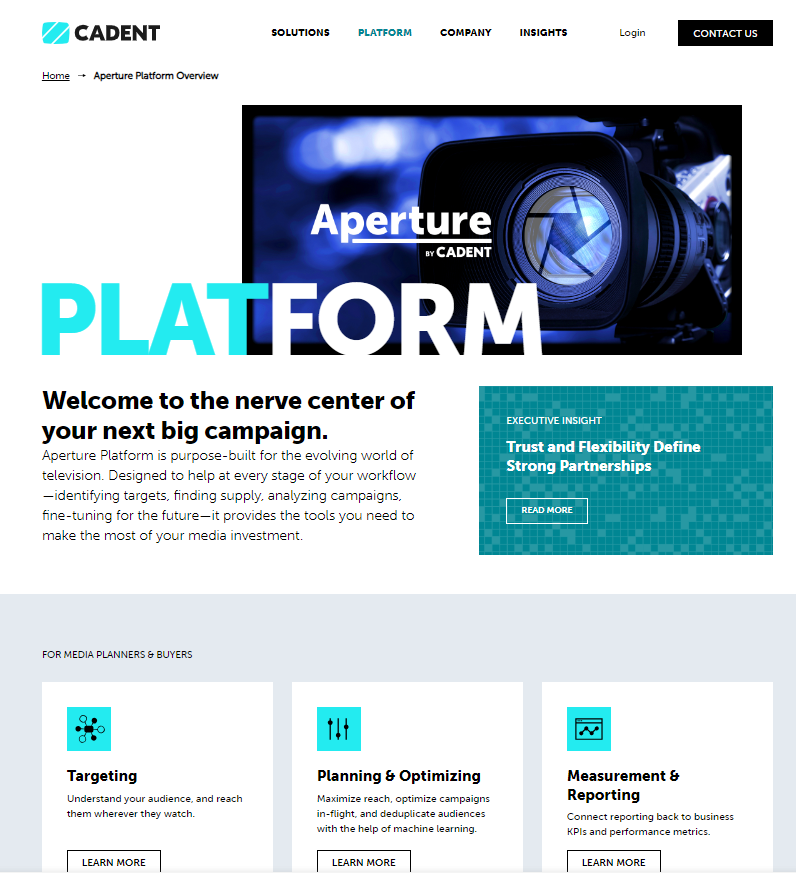 CADENT
SOLUTIONS PLATFORM COMPANY INSIGHTS Login CONTACT US
Home → Aperture Platform Overview
Aperture
BY CADENT
PLATFORM
Welcome to the nerve center of
your next big campaign.
Aperture Platform is purpose-built for the evolving world of
television. Designed to help at every stage of your workflow
—identifying targets, finding supply, analyzing campaigns,
fine-tuning for the future—it provides the tools you need to
make the most of your media investment.
EXECUTIVE INSIGHT
Trust and Flexibility Define
Strong Partnerships
READ MORE
FOR MEDIA PLANNERS & BUYERS
Targeting
Understand your audience, and reach
them wherever they watch.
LEARN MORE
Planning & Optimizing
Maximize reach, optimize campaigns
in-flight, and deduplicate audiences
with the help of machine learning.
LEARN MORE
Measurement &
Reporting
Connect reporting back to business
KPIs and performance metrics.
LEARN MORE